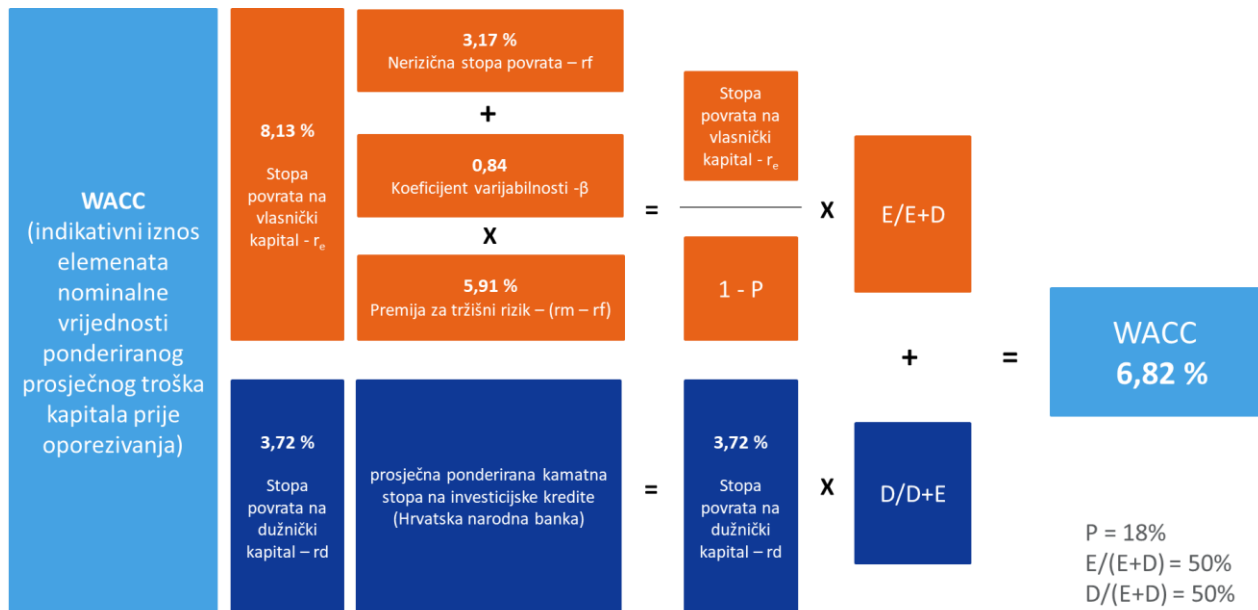 WACC
(indikativni iznos
elemenata
nominalne
vrijednosti
ponderiranog
prosječnog troška
kapitala prije
oporezivanja)
8,13 %
Stopa
povrata na
vlasnički
kapital - re
3,17 %
Nerizična stopa povrata – rf
+
0,84
Koeficijent varijabilnosti -β
X
5,91 %
Premija za tržišni rizik – (rm – rf)
=
Stopa
povrata na
vlasnički
kapital - re
1 - P
X
E/E+D
+
=
WACC
6,82 %
3,72 %
Stopa
povrata na
dužnički
kapital – rd
prosječna ponderirana kamatna
stopa na investicijske kredite
(Hrvatska narodna banka)
=
3,72 %
Stopa
povrata na
dužnički
kapital – rd
X
D/D+E
P = 18%
E/(E+D) = 50%
D/(E+D) = 50%